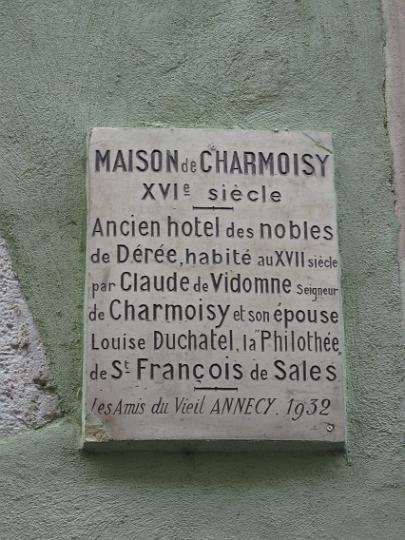 MAISON de CHARMOISY
XVIe siècle
Ancien hotel des nobles
de Dérée, habité au XVII siècle
par Claude de Vidomne Seigneur
de Charmoisy et son épouse
Louise Duchatel, la "Philothée"
de St François de Sales
Les Amis du Vieil ANNECY. 1932